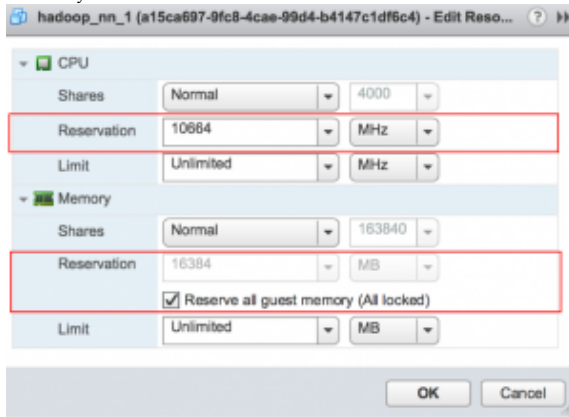 hadoop_nn_1 (a15ca697-9fc8-4cae-99d4-b4147c1df6c4) - Edit Reso... ?
CPU
Shares Normal 4000
Reservation 10664 MHz
Limit Unlimited MHz
Memory
Shares Normal 163840
Reservation 16384 MB
Reserve all guest memory (All locked)
Limit Unlimited MB
OK Cancel